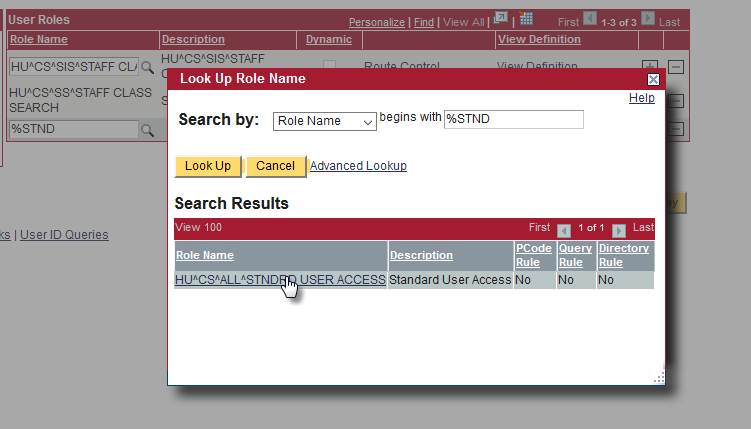 User Roles
Personalize | Find | View All | First 1-3 of 3 Last
Role Name Description Dynamic View Definition
HU^CS^SIS^STAFF CLA HU^CS^SIS^STAFF Route Control View Definition
HU^CS^SS^STAFF CLASS
SEARCH
%STND
ks | User ID Queries
Look Up Role Name
Help
Search by: Role Name begins with %STND
Look Up Cancel Advanced Lookup
Search Results
View 100 First 1 of 1 Last
Role Name Description PCode Rule Query Rule Directory Rule
HU^CS^ALL^STNDRD USER ACCESS Standard User Access No No No